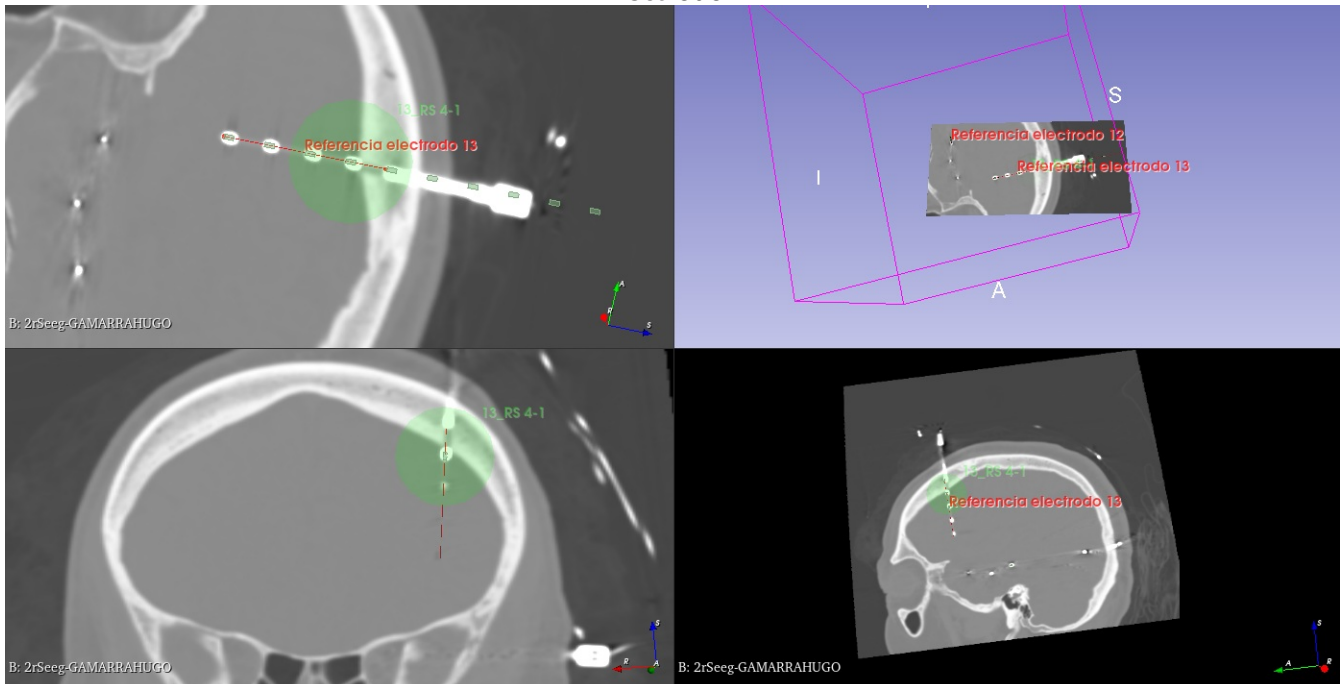 13_RS 4-1
Referencia electrodo 13
B: 2rSeeg-GAMARRAHUGO
A
R
S
S
Referencia electrodo 12
Referencia electrodo 13
I
A
13_RS 4-1
B: 2rSeeg-GAMARRAHUGO
S
R
A
13_RS 4-1
Referencia electrodo 13
B: 2rSeeg-GAMARRAHUGO
S
A
R